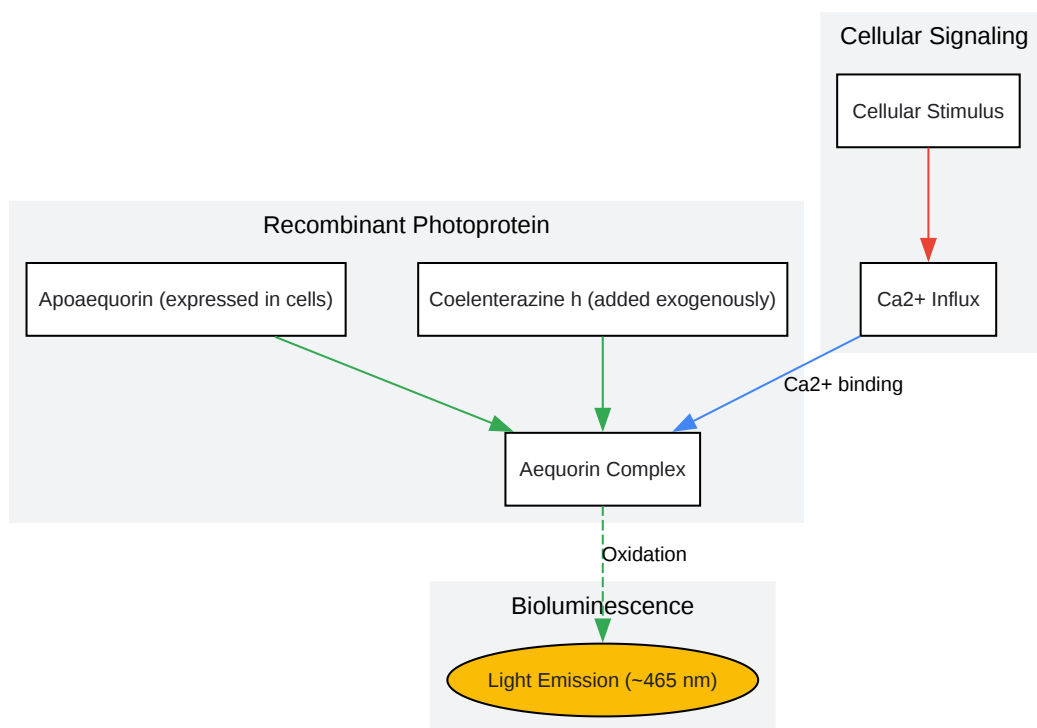 Cellular Signaling
Cellular Stimulus
Recombinant Photoprotein
Apoaequorin (expressed in cells)
Coelenterazine h (added exogenously)
Ca2+ Influx
Ca2+ binding
Aequorin Complex
Oxidation
Bioluminescence
Light Emission (~465 nm)